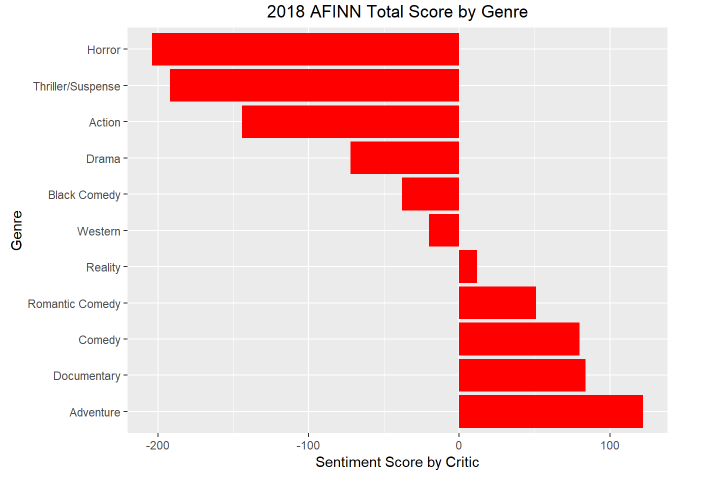 2018 AFINN Total Score by Genre
Genre
Horror
Thriller/Suspense
Action
Drama
Black Comedy
Western
Reality
Romantic Comedy
Comedy
Documentary
Adventure
-200 -100 0 100
Sentiment Score by Critic